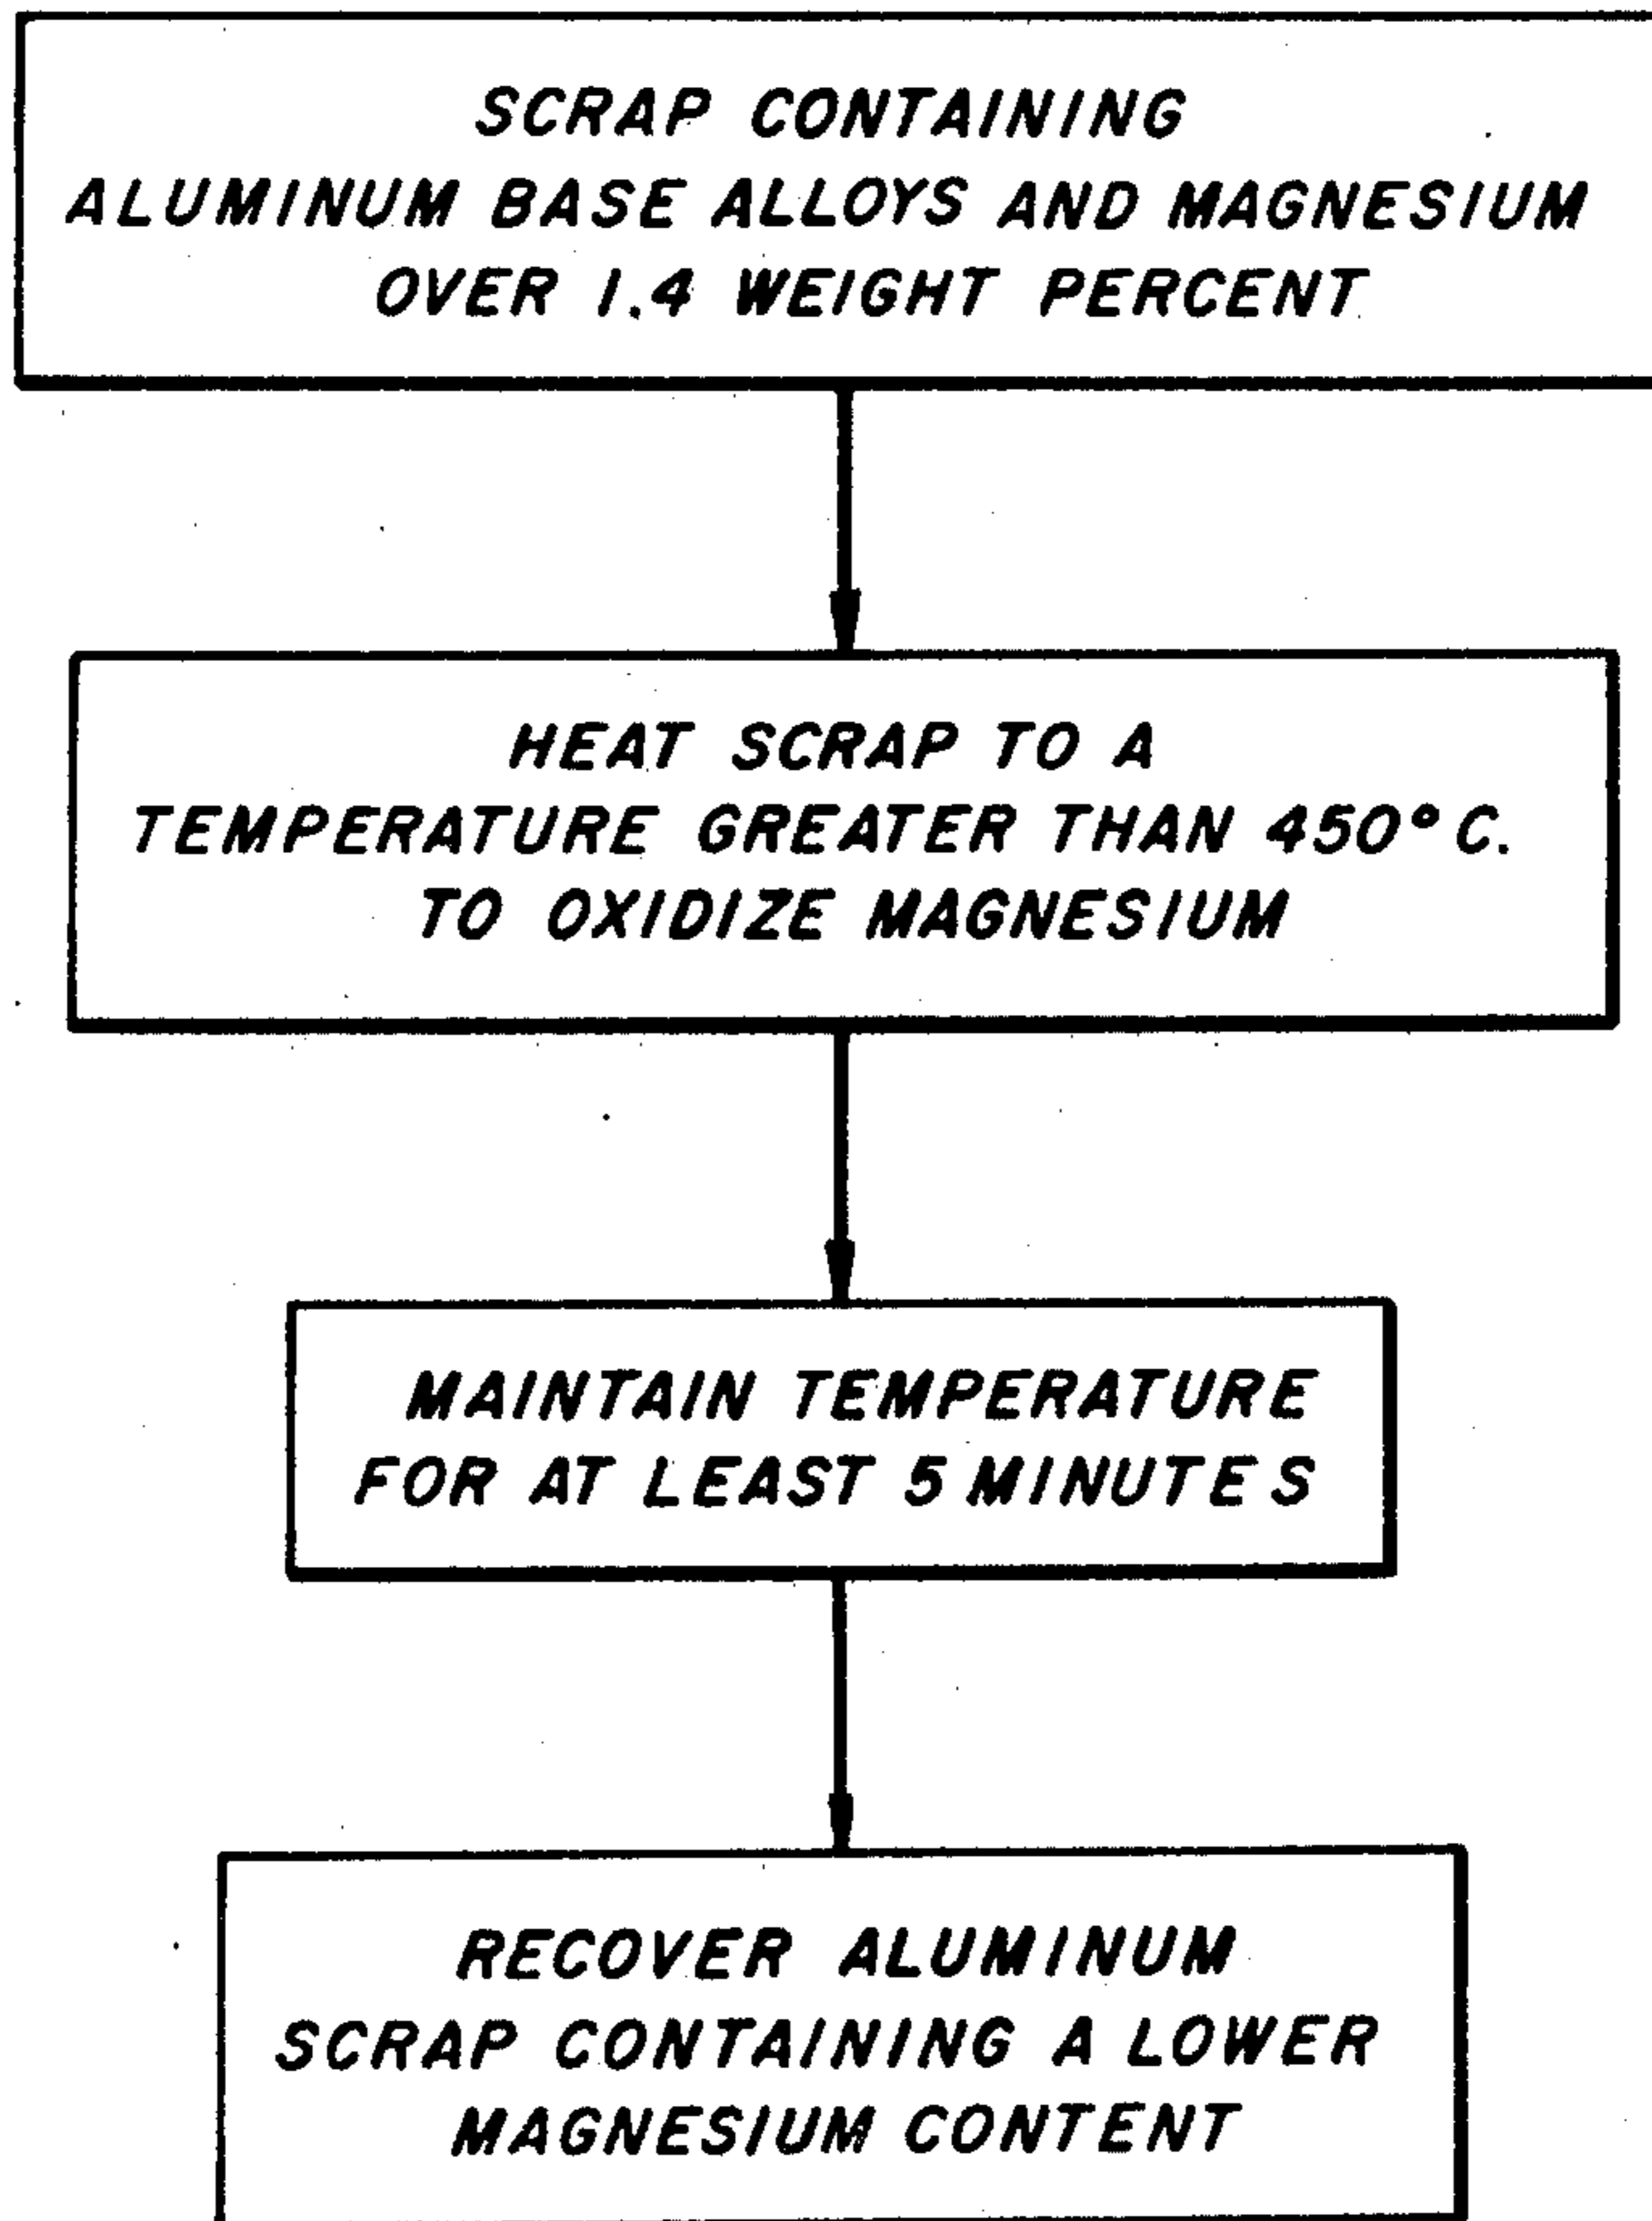 SCRAP CONTAINING
ALUMINUM BASE ALLOYS AND MAGNESIUM
OVER 1.4 WEIGHT PERCENT
HEAT SCRAP TO A
TEMPERATURE GREATER THAN 450° C.
TO OXIDIZE MAGNESIUM
MAINTAIN TEMPERATURE
FOR AT LEAST 5 MINUTES
RECOVER ALUMINUM
SCRAP CONTAINING A LOWER
MAGNESIUM CONTENT